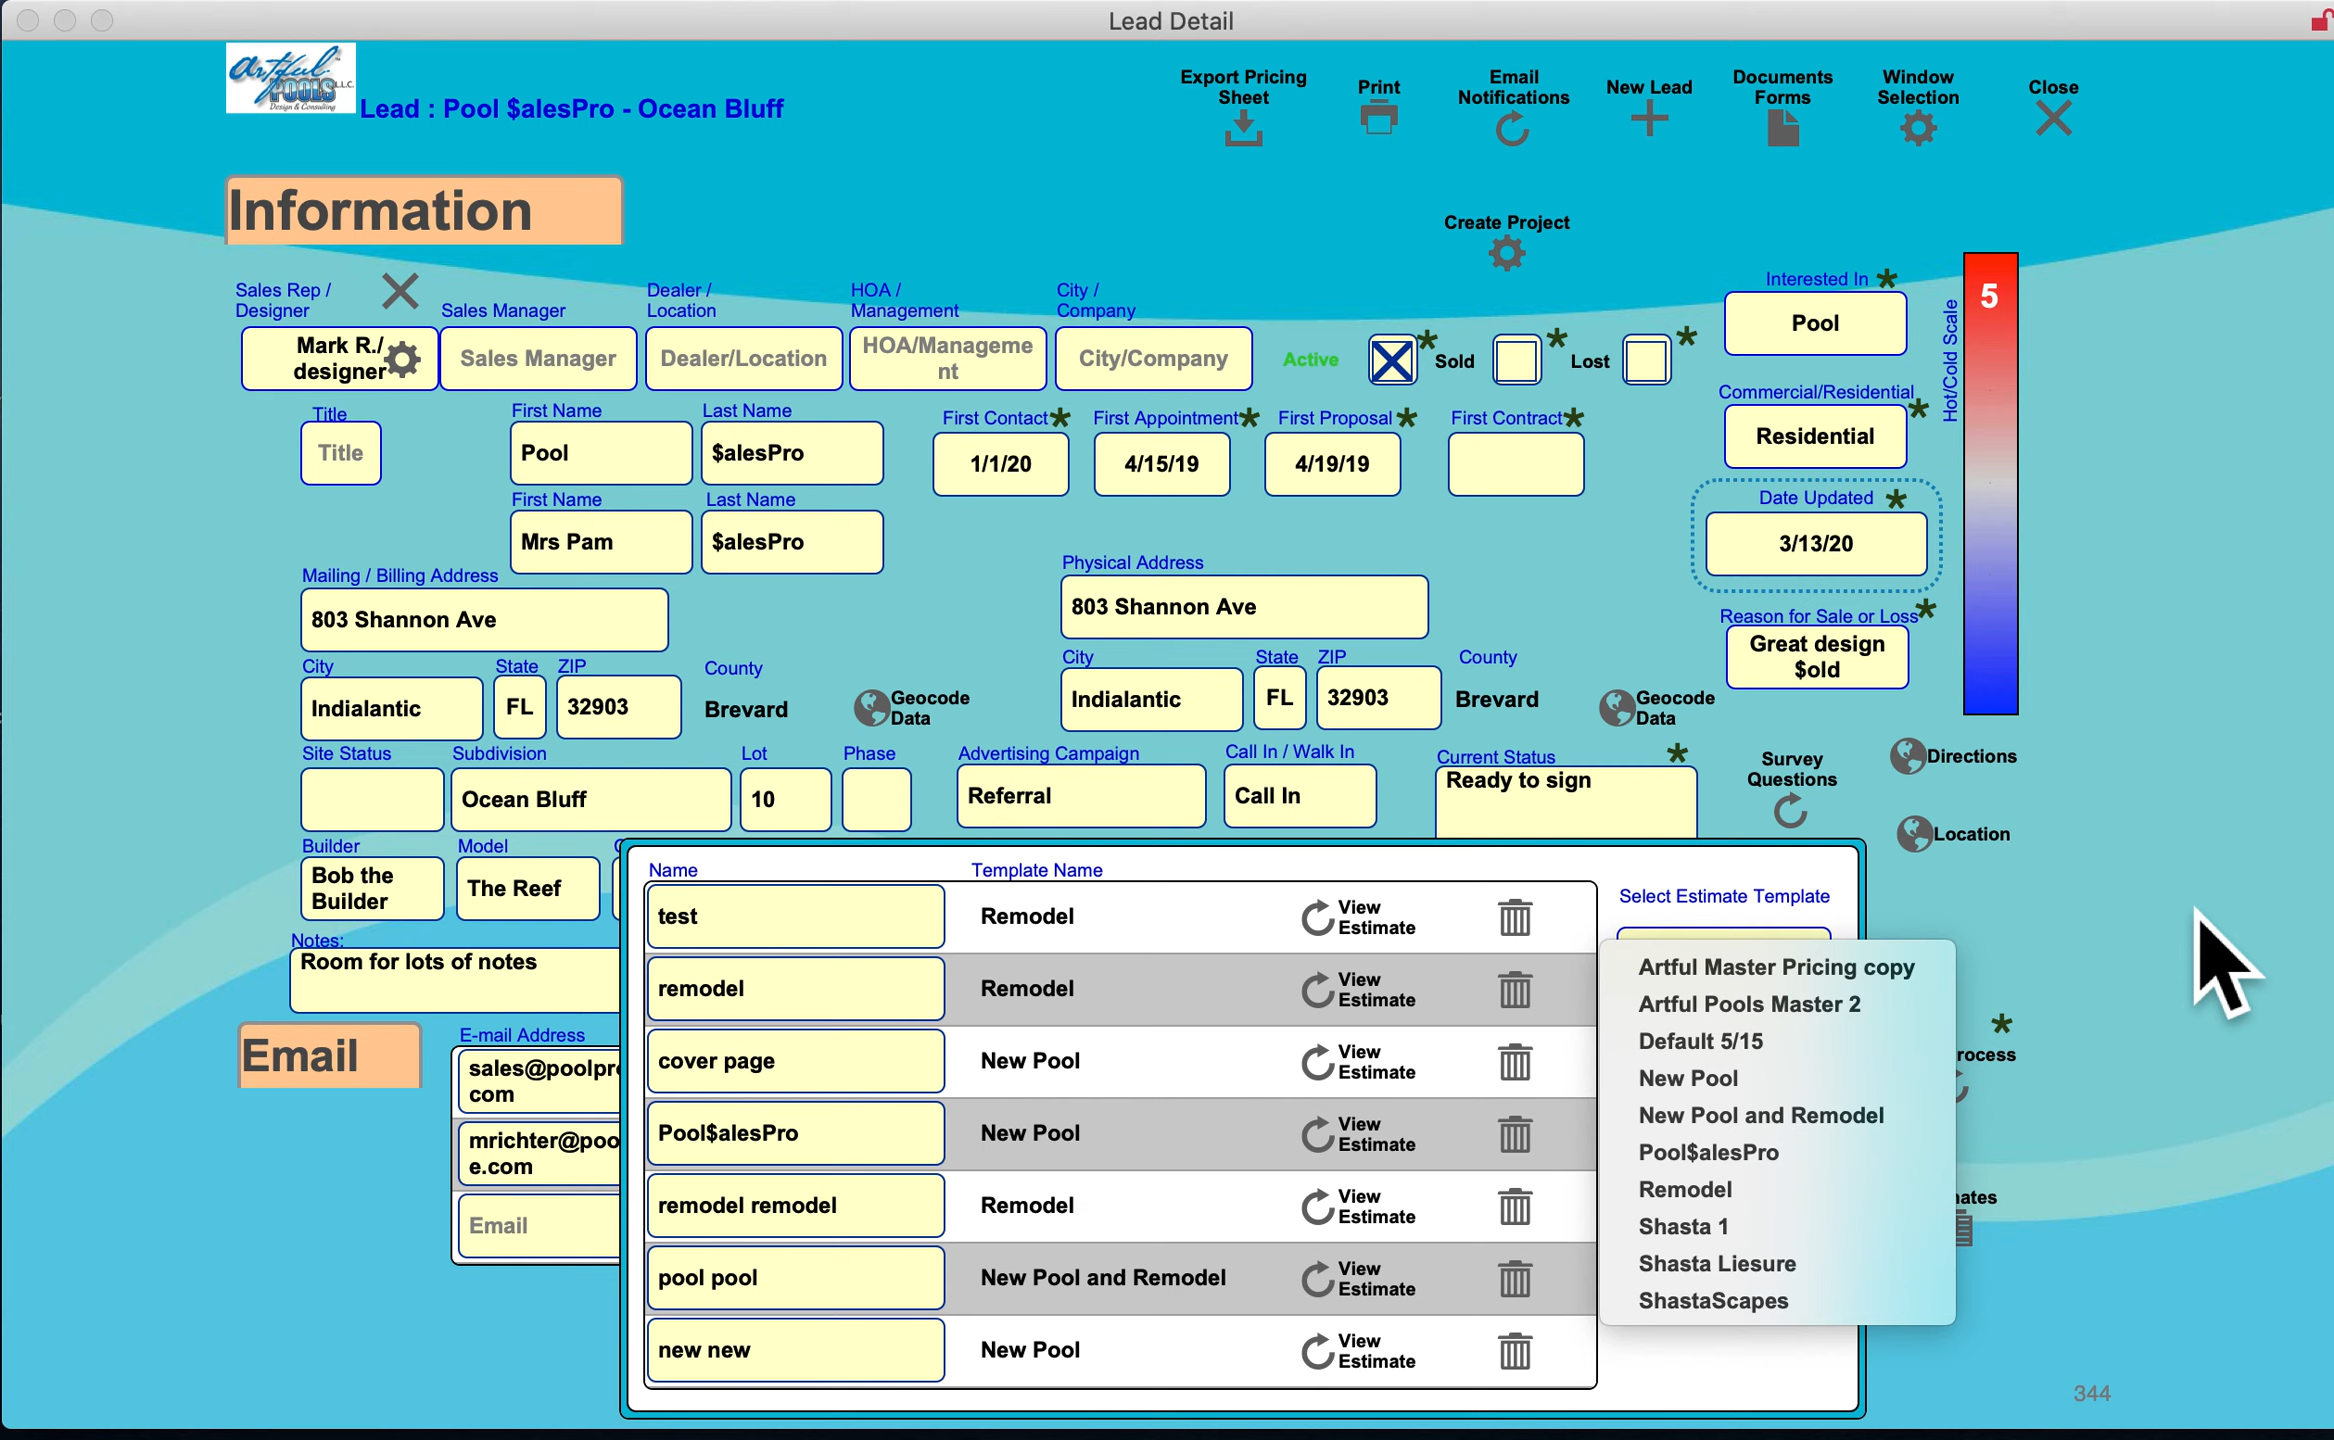 Lead Detail
Artful
POOLS L.L.C.
Design & Consulting
Lead : Pool $alesPro - Ocean Bluff
Export Pricing
Sheet
Print
Email
Notifications
New Lead
Documents
Forms
Window
Selection
Close
Information
Create Project
Sales Rep /
Designer
Sales Manager
Dealer /
Location
HOA /
Management
City /
Company
Mark R./
designer
Sales Manager
Dealer/Location
HOA/Manageme
nt
City/Company
Active
Sold
Lost
Interested In *
Pool
5
Hot/Cold Scale
Title
Title
First Name
Pool
Last Name
$alesPro
First Contact*
1/1/20
First Appointment*
4/15/19
First Proposal*
4/19/19
First Contract*
Commercial/Residential*
Residential
First Name
Mrs Pam
Last Name
$alesPro
Date Updated *
3/13/20
Mailing / Billing Address
803 Shannon Ave
Physical Address
803 Shannon Ave
Reason for Sale or Loss*
Great design
$old
City
Indialantic
State
FL
ZIP
32903
County
Brevard
Geocode
Data
City
Indialantic
State
FL
ZIP
32903
County
Brevard
Geocode
Data
Site Status
Subdivision
Ocean Bluff
Lot
10
Phase
Advertising Campaign
Referral
Call In / Walk In
Call In
Current Status *
Ready to sign
Survey
Questions
Directions
Location
Builder
Bob the
Builder
Model
The Reef
Notes:
Room for lots of notes
Email
E-mail Address
sales@poolpr
com
mrichter@poo
e.com
Email
Name
Template Name
test
Remodel
View
Estimate
remodel
Remodel
View
Estimate
cover page
New Pool
View
Estimate
Pool$alesPro
New Pool
View
Estimate
remodel remodel
Remodel
View
Estimate
pool pool
New Pool and Remodel
View
Estimate
new new
New Pool
View
Estimate
Select Estimate Template
Artful Master Pricing copy
Artful Pools Master 2
Default 5/15
New Pool
New Pool and Remodel
Pool$alesPro
Remodel
Shasta 1
Shasta Liesure
ShastaScapes
*
rocess
nates
344